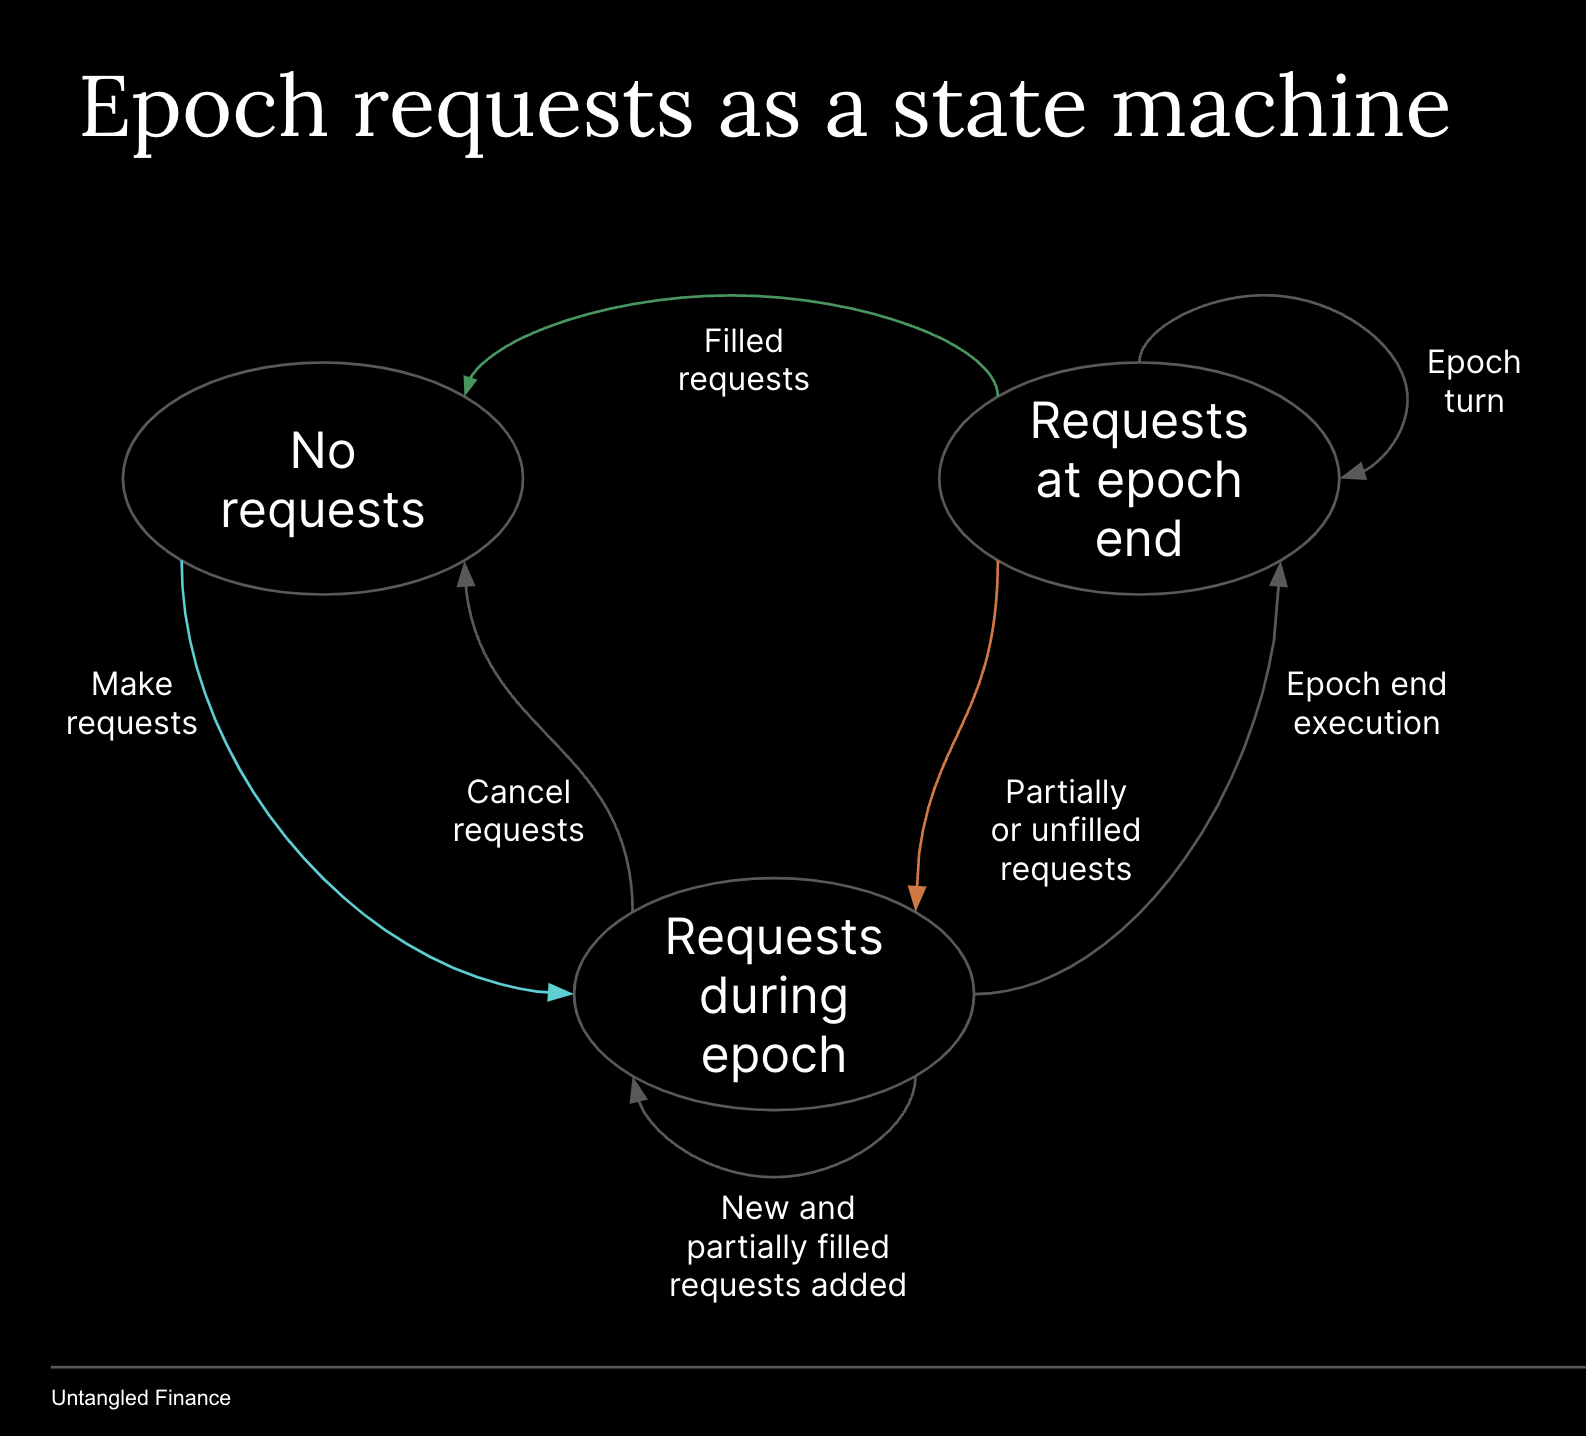 Epoch requests as a state machine
Filled
requests
Epoch
turn
No
requests
Requests
at epoch
end
Make
requests
Epoch end
execution
Cancel
requests
Partially
or unfilled
requests
Requests
during
epoch
New and
partially filled
requests added
Untangled Finance